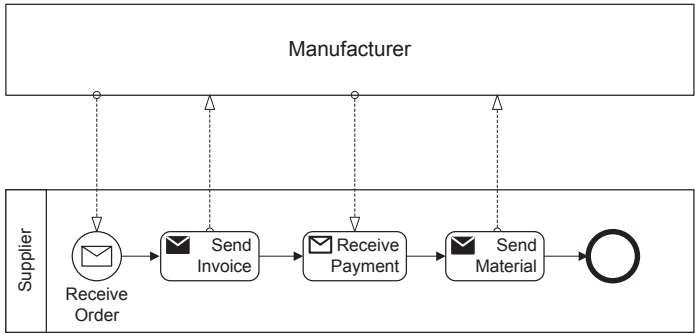 Manufacturer
Supplier
Receive
Order
Send
Invoice
Receive
Payment
Send
Material